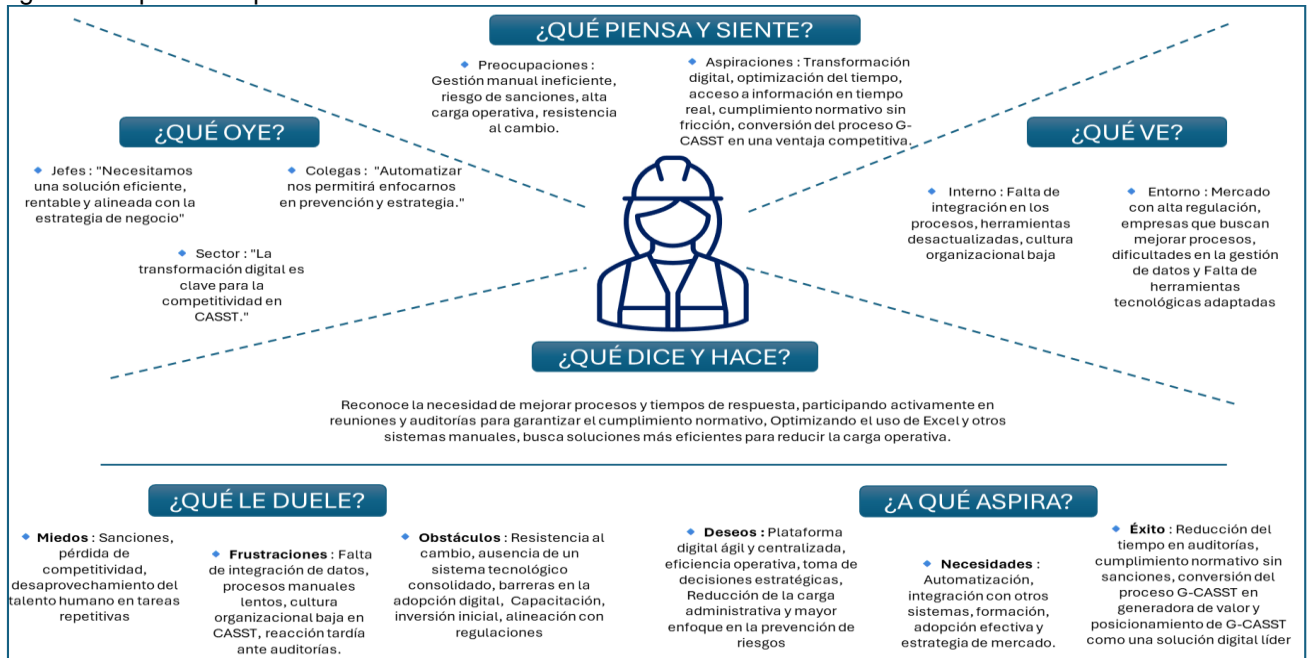 ¿QUÉ PIENSA Y SIENTE?
Preocupaciones :
Gestión manual ineficiente,
riesgo de sanciones, alta
carga operativa, resistencia
al cambio.
Aspiraciones : Transformación
digital, optimización del tiempo,
acceso a información en tiempo
real, cumplimiento normativo sin
fricción, conversión del proceso G-
CASST en una ventaja competitiva.
¿QUÉ OYE?
Jefes: "Necesitamos
una solución eficiente,
rentable y alineada con la
estrategia de negocio"
Colegas : "Automatizar
nos permitirá enfocarnos
en prevención y estrategia."
Sector : "La
transformación digital es
clave para la
competitividad en
CASST."
¿QUÉ VE?
Interno : Falta de
integración en los
procesos, herramientas
desactualizadas, cultura
organizacional baja
Entorno : Mercado
con alta regulación,
empresas que buscan
mejorar procesos,
dificultades en la gestión
de datos y Falta de
herramientas
tecnológicas adaptadas
¿QUÉ DICE Y HACE?
Reconoce la necesidad de mejorar procesos y tiempos de respuesta, participando activamente en
reuniones y auditorías para garantizar el cumplimiento normativo, Optimizando el uso de Excel y otros
sistemas manuales, busca soluciones más eficientes para reducir la carga operativa.
¿QUÉ LE DUELE?
Miedos : Sanciones,
pérdida de
competitividad,
desaprovechamiento del
talento humano en tareas
repetitivas
Frustraciones : Falta
de integración de datos,
procesos manuales
lentos, cultura
organizacional baja en
CASST, reacción tardía
ante auditorías.
Obstáculos : Resistencia al
cambio, ausencia de un
sistema tecnológico
consolidado, barreras en la
adopción digital, Capacitación,
inversión inicial, alineación con
regulaciones
¿A QUÉ ASPIRA?
Deseos : Plataforma
digital ágil y centralizada,
eficiencia operativa, toma de
decisiones estratégicas,
Reducción de la carga
administrativa y mayor
enfoque en la prevención de
riesgos
Necesidades :
Automatización,
integración con otros
sistemas, formación,
adopción efectiva y
estrategia de mercado.
Éxito : Reducción del
tiempo en auditorías,
cumplimiento normativo sin
sanciones, conversión del
proceso G-CASST en
generadora de valor y
posicionamiento de G-CASST
como una solución digital líder